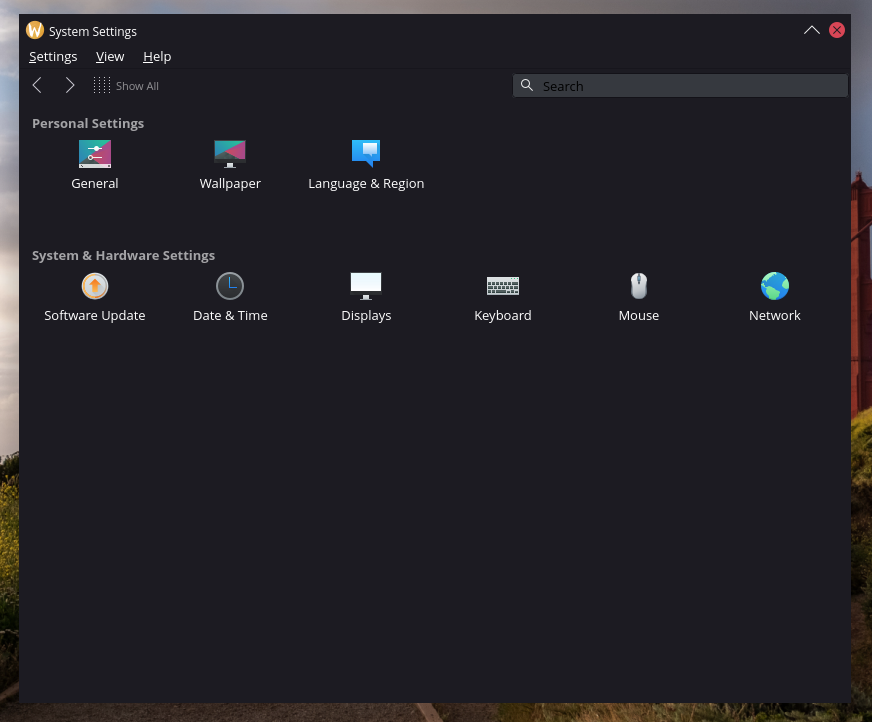 W System Settings
Settings View Help
Show All Search
Personal Settings
General Wallpaper Language & Region
System & Hardware Settings
Software Update Date & Time Displays Keyboard Mouse Network